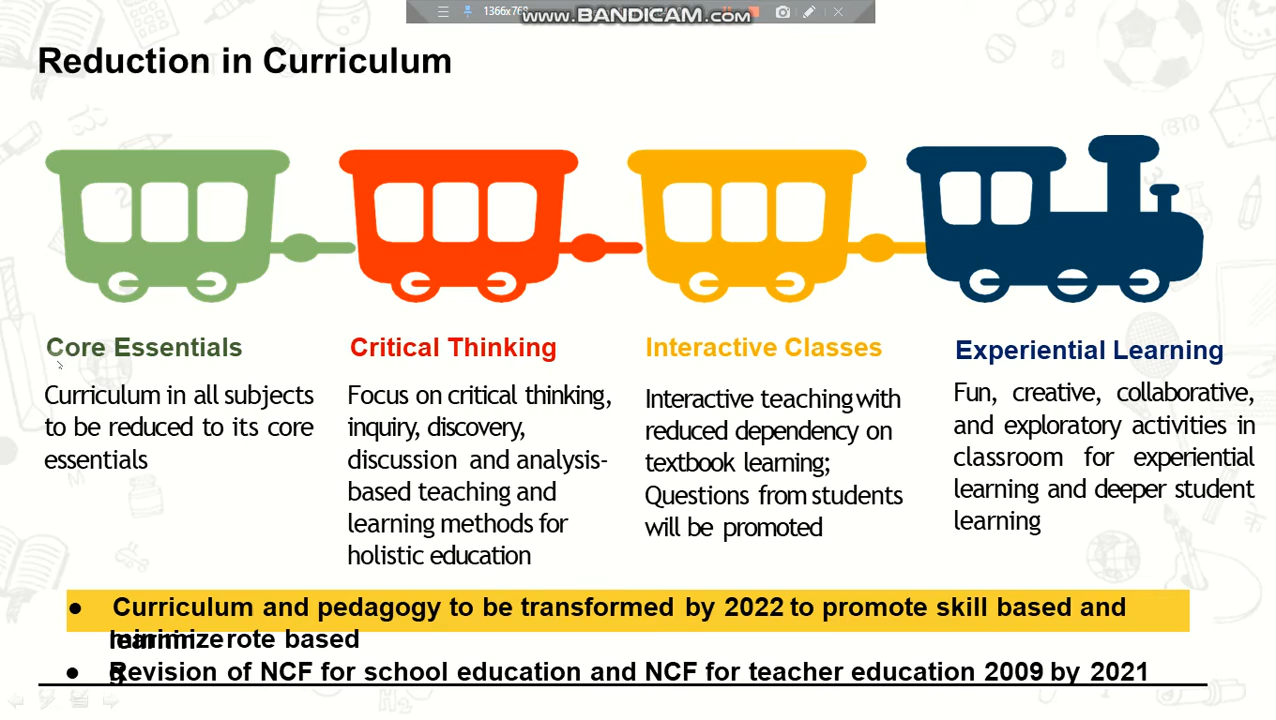 1366x768
www.BANDICAM.com
Reduction in Curriculum
Core Essentials
Curriculum in all subjects
to be reduced to its core
essentials
Critical Thinking
Focus on critical thinking,
inquiry, discovery,
discussion and analysis-
based teaching and
learning methods for
holistic education
Interactive Classes
Interactive teaching with
reduced dependency on
textbook learning;
Questions from students
will be promoted
Experiential Learning
Fun, creative, collaborative,
and exploratory activities in
classroom for experiential
learning and deeper student
learning
● Curriculum and pedagogy to be transformed by 2022 to promote skill based and
minimize rote based
● Revision of NCF for school education and NCF for teacher education 2009 by 2021